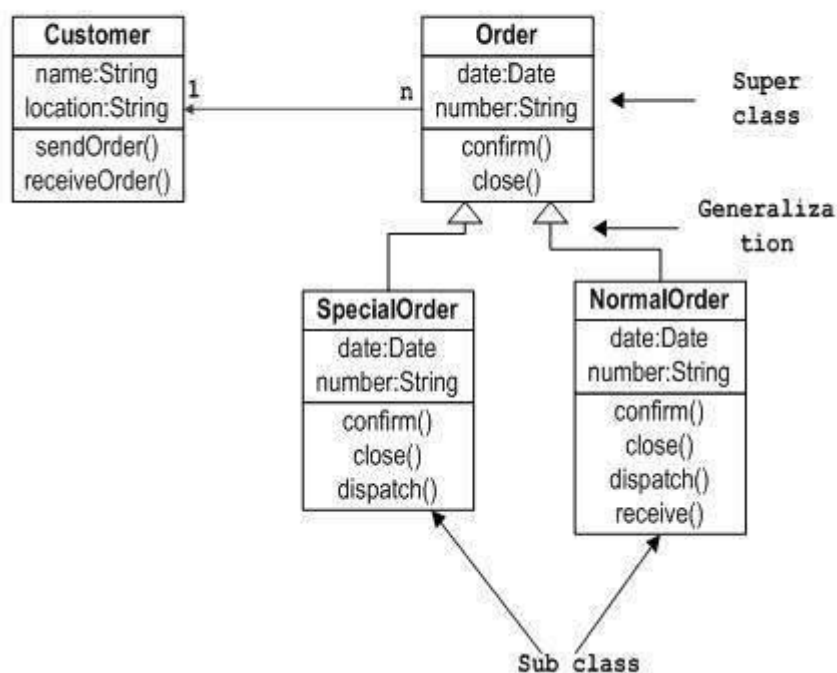 Customer
name:String
location:String
sendOrder()
receiveOrder()
1
n
Order
date:Date
number:String
confirm()
close()
Super
class
Generaliza
tion
SpecialOrder
date:Date
number:String
confirm()
close()
dispatch()
NormalOrder
date:Date
number:String
confirm()
close()
dispatch()
receive()
Sub class